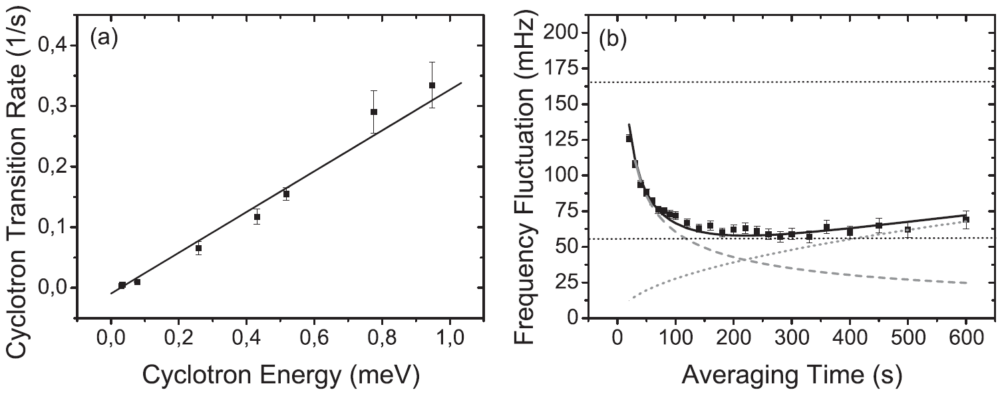 (a)
Cyclotron Transition Rate (1/s)
0,4
0,3
0,2
0,1
0,0
0,0 0,2 0,4 0,6 0,8 1,0
Cyclotron Energy (meV)
(b)
Frequency Fluctuation (mHz)
200
175
150
125
100
75
50
25
0
0 100 200 300 400 500 600
Averaging Time (s)